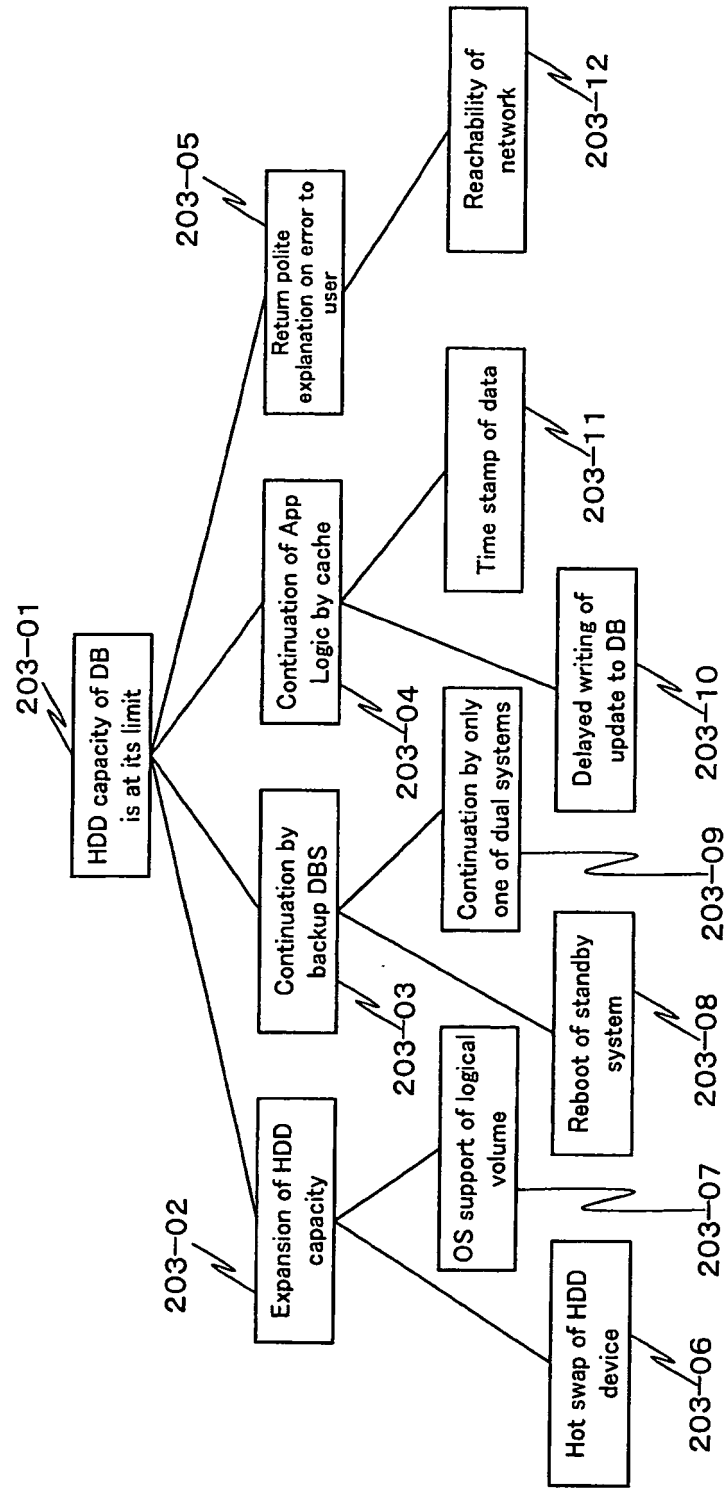 203-01
HDD capacity of DB
is at its limit
203-02
Expansion of HDD
capacity
203-03
Continuation by
backup DBS
203-04
Continuation of App
Logic by cache
203-05
Return polite
explanation on error to
user
203-06
Hot swap of HDD
device
203-07
OS support of logical
volume
203-08
Reboot of standby
system
203-09
Continuation by only
one of dual systems
203-10
Delayed writing of
update to DB
203-11
Time stamp of data
203-12
Reachability of
network